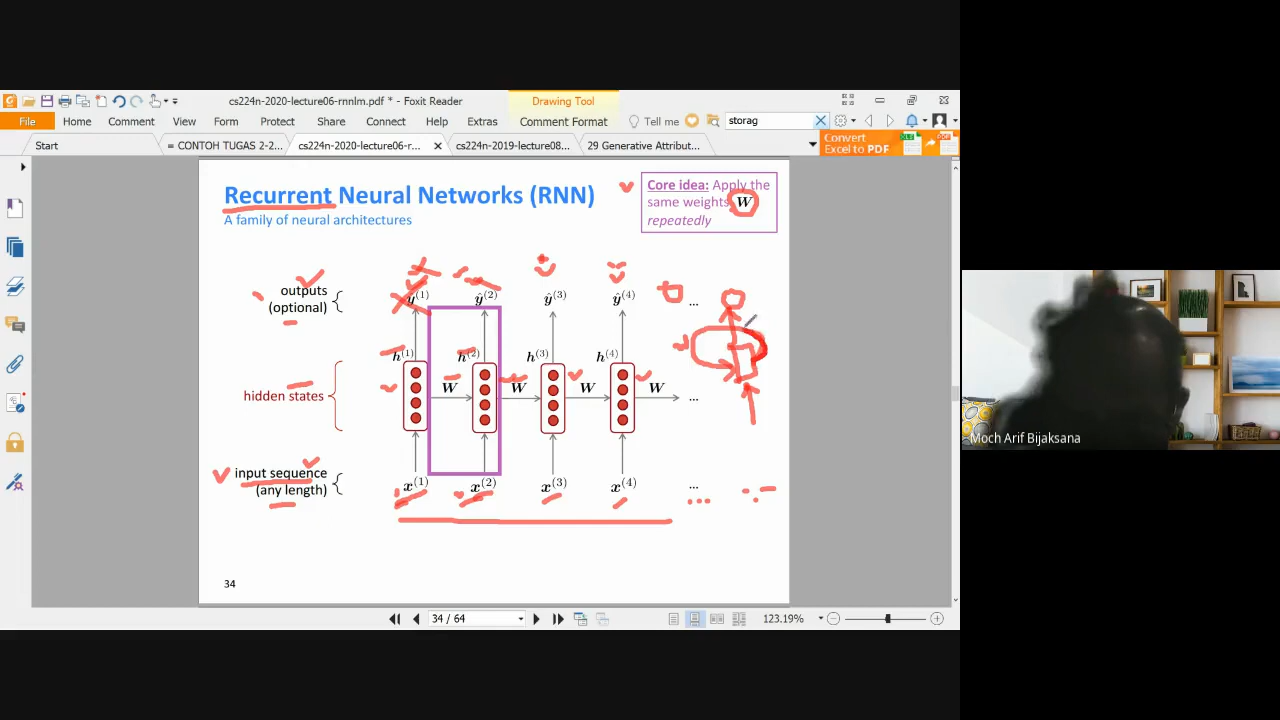 cs224n-2020-lecture06-rnnlm.pdf * - Foxit Reader
Drawing Tool
File Home Comment View Form Protect Share Connect Help Extras Comment Format Tell me storag
Start = CONTOH TUGAS 2-2... cs224n-2020-lecture06-r... cs224n-2019-lecture08... 29 Generative Attribut...
Convert
Excel to PDF
Recurrent Neural Networks (RNN)
A family of neural architectures
Core idea: Apply the
same weights W
repeatedly
outputs
(optional)
ŷ(1) ŷ(2) ŷ(3) ŷ(4) ...
h(1) h(2) h(3) h(4)
hidden states
W W W W ...
input sequence
(any length)
x(1) x(2) x(3) x(4) ...
34
34 / 64
123.19%
Moch Arif Bijaksana